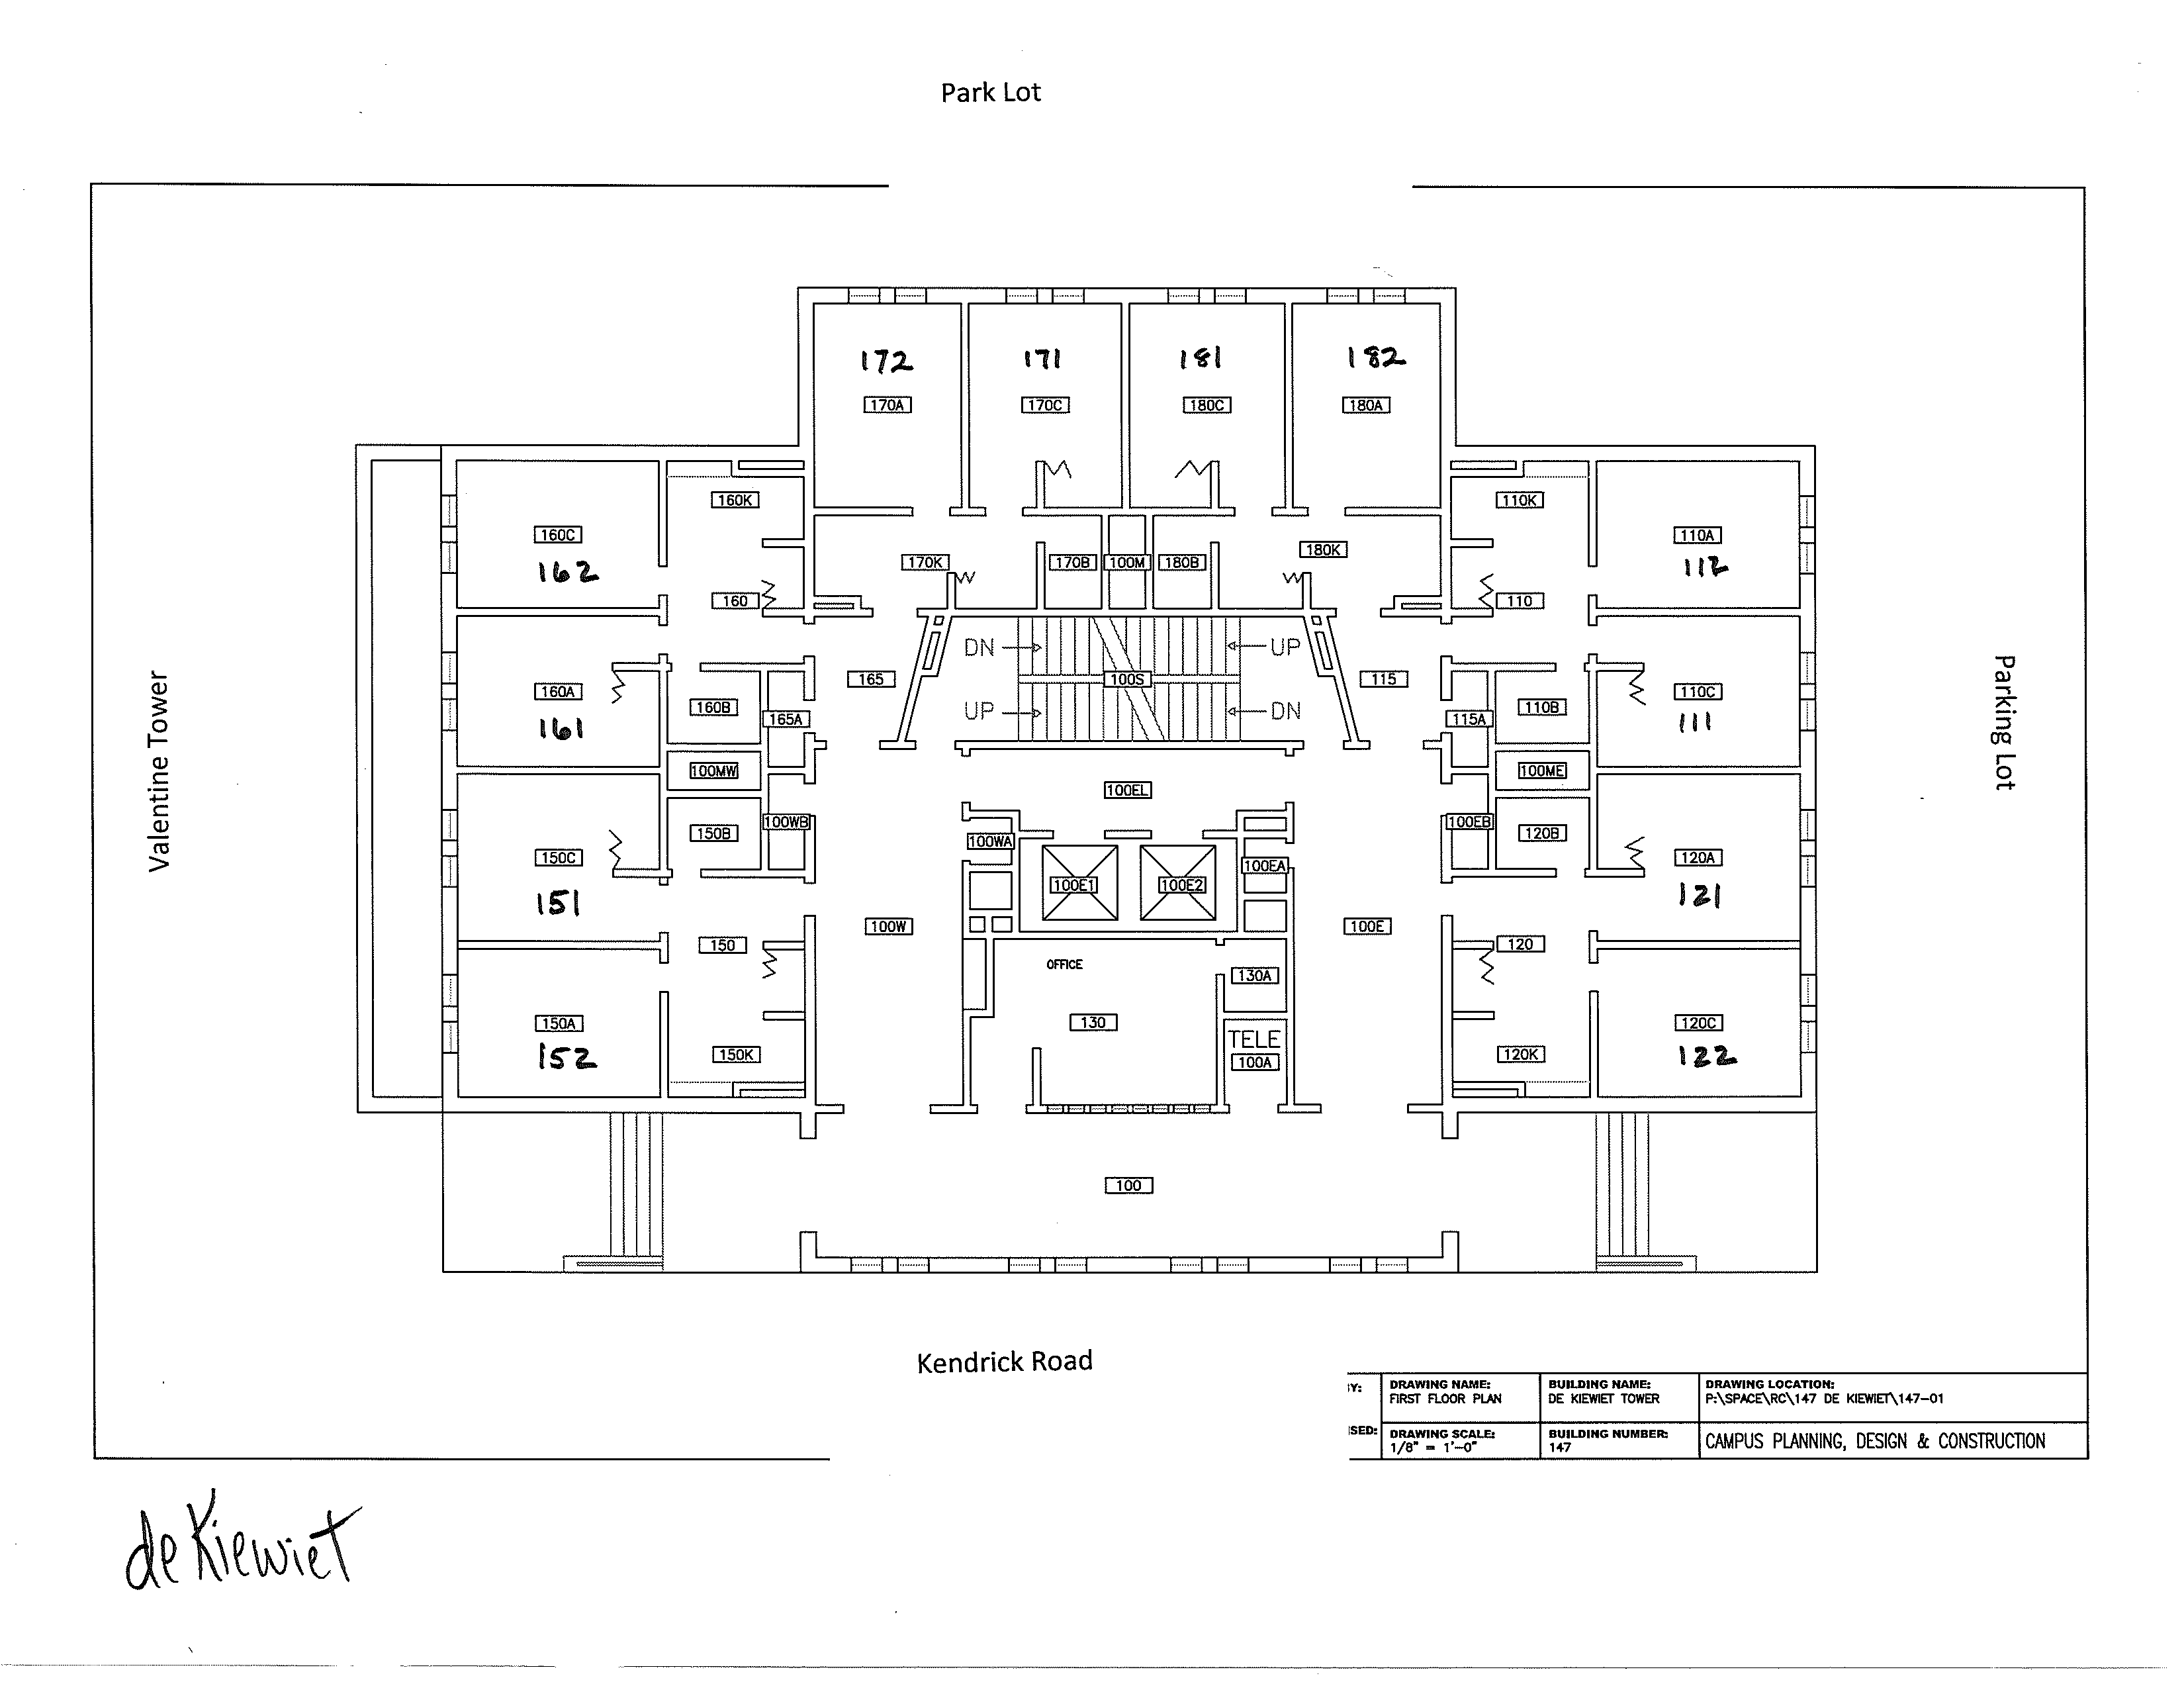 Park Lot
172
171
181
182
170A
170C
180C
180A
160K
110K
160C
162
110A
112
170K
170B
100M
180B
180K
160
110
DN
UP
165
100S
115
160A
161
160B
165A
UP
DN
115A
110B
110C
111
Valentine Tower
Parking Lot
100MW
100EL
100ME
150C
151
150B
100WB
100WA
100E1
100E2
100EA
100EB
120B
120A
121
100W
100E
150
OFFICE
130A
120
150A
152
150K
130
TELE
100A
120K
120C
122
100
Kendrick Road
IY:
DRAWING NAME:
FIRST FLOOR PLAN
BUILDING NAME:
DE KIEWIET TOWER
DRAWING LOCATION:
P:\SPACE\RC\147 DE KIEWIET\147-01
ISED:
DRAWING SCALE:
1/8" = 1'-0"
BUILDING NUMBER:
147
CAMPUS PLANNING, DESIGN & CONSTRUCTION
de Kiewiet